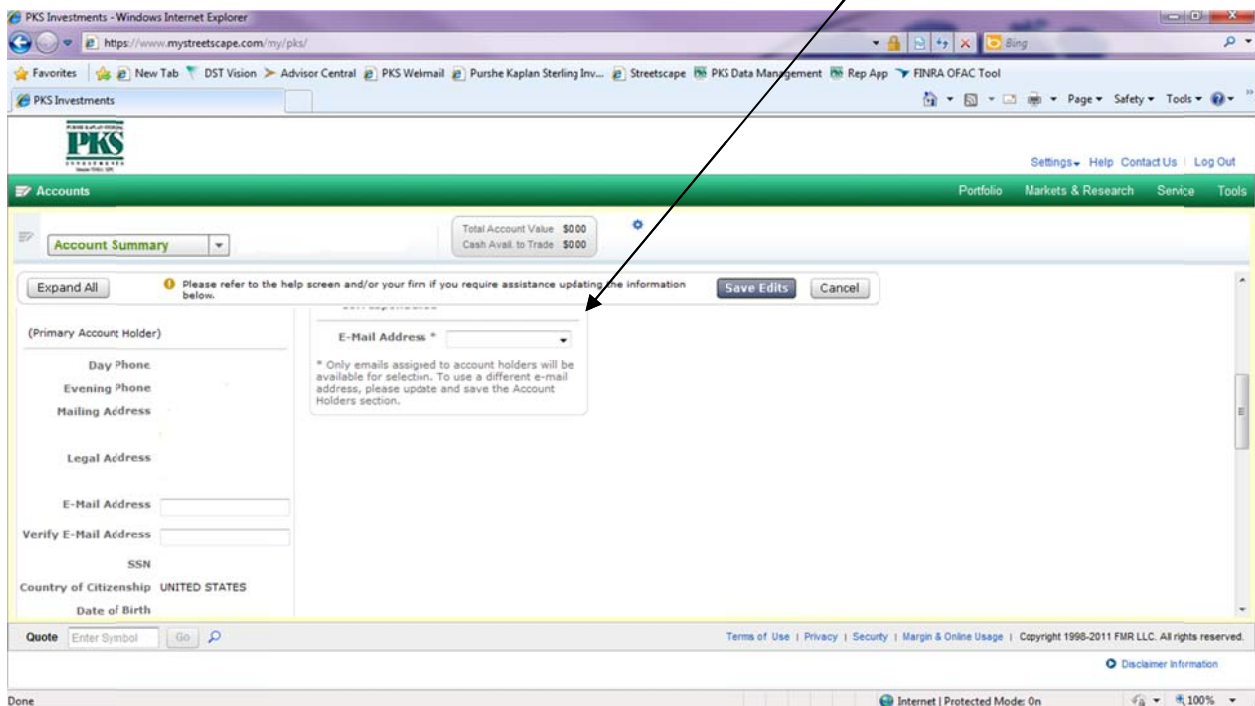 PKS Investments - Windows Internet Explorer
https://www.mystreetscape.com/my/pks/
Bing
Favorites New Tab DST Vision Advisor Central PKS Welmail Purshe Kaplan Sterling Inv... Streetscape PKS Data Management Rep App FINRA OFAC Tool
PKS Investments
Page Safety Tools
PKS
INVESTMENTS
Settings Help Contact Us | Log Out
Accounts
Portfolio Markets & Research Service Tools
Account Summary
Total Account Value $000
Cash Avail. to Trade $000
Expand All
Please refer to the help screen and/or your firm if you require assistance updating the information below.
Save Edits Cancel
(Primary Account Holder)
Day Phone
Evening Phone
Mailing Address
Legal Address
E-Mail Address
Verify E-Mail Address
SSN
Country of Citizenship UNITED STATES
Date of Birth
E-Mail Address *
* Only emails assigned to account holders will be
available for selection. To use a different e-mail
address, please update and save the Account
Holders section.
Quote Enter Symbol Go
Terms of Use | Privacy | Security | Margin & Online Usage | Copyright 1998-2011 FMR LLC. All rights reserved.
Disclaimer Information
Done
Internet | Protected Mode: On
100%